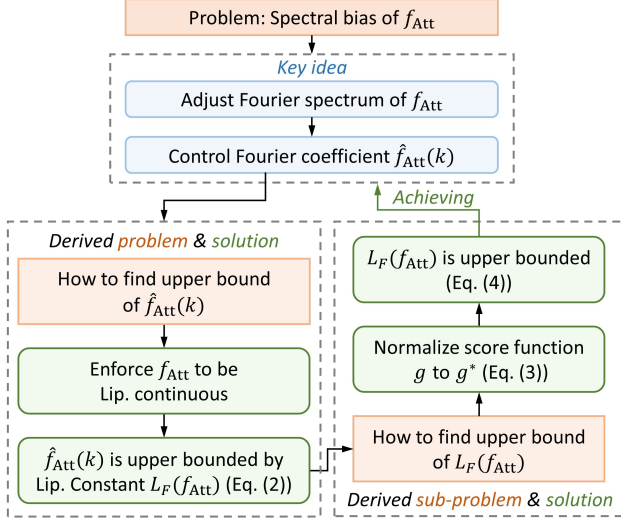 Problem: Spectral bias of f_Att
Key idea
Adjust Fourier spectrum of f_Att
Control Fourier coefficient f̂_Att(k)
Achieving
Derived problem & solution
How to find upper bound
of f̂_Att(k)
Enforce f_Att to be
Lip. continuous
f̂_Att(k) is upper bounded by
Lip. Constant L_F(f_Att) (Eq. (2))
L_F(f_Att) is upper bounded
(Eq. (4))
Normalize score function
g to g* (Eq. (3))
How to find upper bound
of L_F(f_Att)
Derived sub-problem & solution